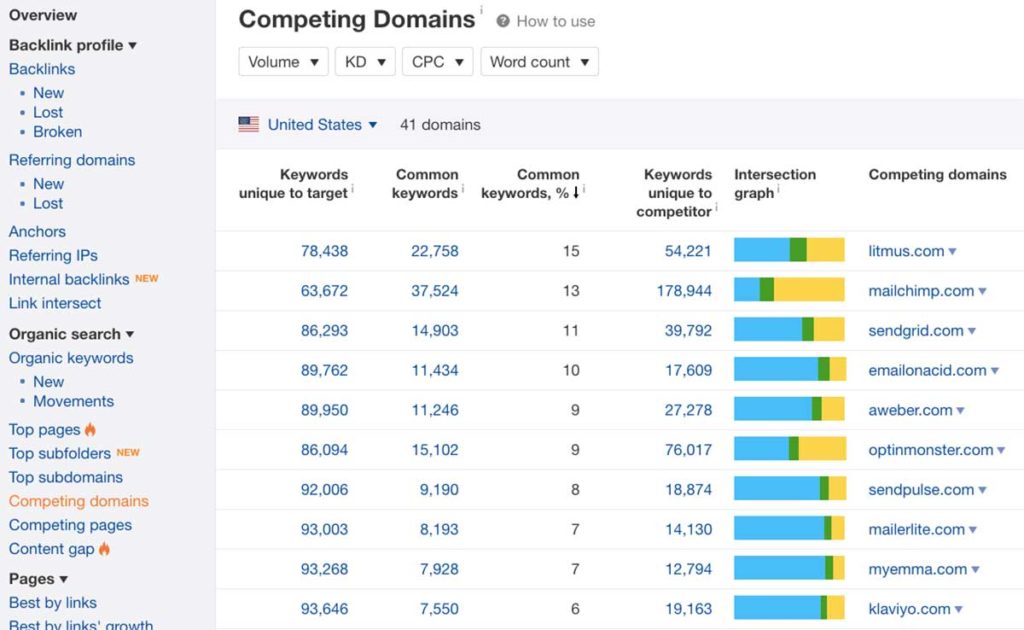 Overview
Backlink profile ▼
Backlinks
• New
• Lost
• Broken
Referring domains
• New
• Lost
Anchors
Referring IPs
Internal backlinks NEW
Link intersect
Organic search ▼
Organic keywords
• New
• Movements
Top pages
Top subfolders NEW
Top subdomains
Competing domains
Competing pages
Content gap
Pages ▼
Best by links
Best by links' growth
Competing Domains i ? How to use
Volume ▼ KD ▼ CPC ▼ Word count ▼
United States ▼ 41 domains
Keywords unique to target i Common keywords i Common keywords, % ↓ i Keywords unique to competitor i Intersection graph i Competing domains
78,438 22,758 15 54,221 litmus.com ▼
63,672 37,524 13 178,944 mailchimp.com ▼
86,293 14,903 11 39,792 sendgrid.com ▼
89,762 11,434 10 17,609 emailonacid.com ▼
89,950 11,246 9 27,278 aweber.com ▼
86,094 15,102 9 76,017 optinmonster.com ▼
92,006 9,190 8 18,874 sendpulse.com ▼
93,003 8,193 7 14,130 mailerlite.com ▼
93,268 7,928 7 12,794 myemma.com ▼
93,646 7,550 6 19,163 klaviyo.com ▼